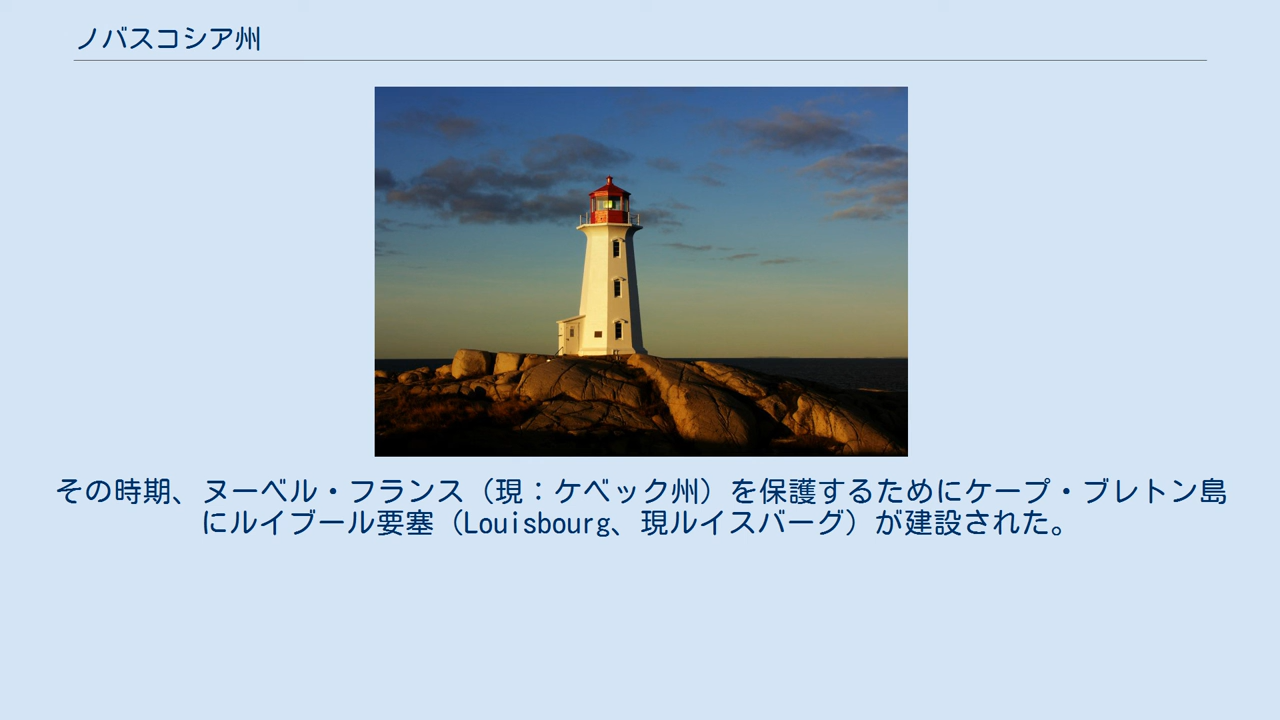 ノバスコシア州
その時期、ヌーベル・フランス（現：ケベック州）を保護するためにケープ・ブレトン島
にルイブール要塞（Louisbourg、現ルイスバーグ）が建設された。